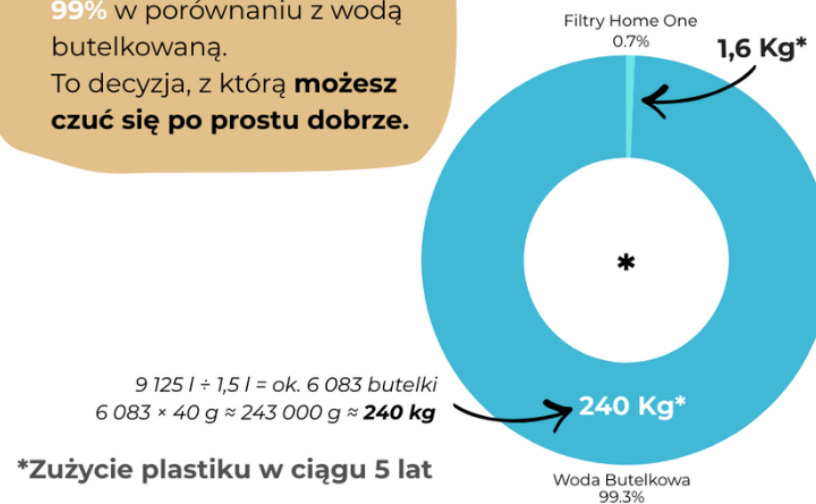 99% w porównaniu z wodą
butelkowaną.
To decyzja, z którą możesz
czuć się po prostu dobrze.
Filtry Home One
0.7%
1,6 Kg*
*
9 125 l ÷ 1,5 l = ok. 6 083 butelki
6 083 × 40 g ≈ 243 000 g ≈ 240 kg
240 Kg*
*Zużycie plastiku w ciągu 5 lat
Woda Butelkowa
99.3%